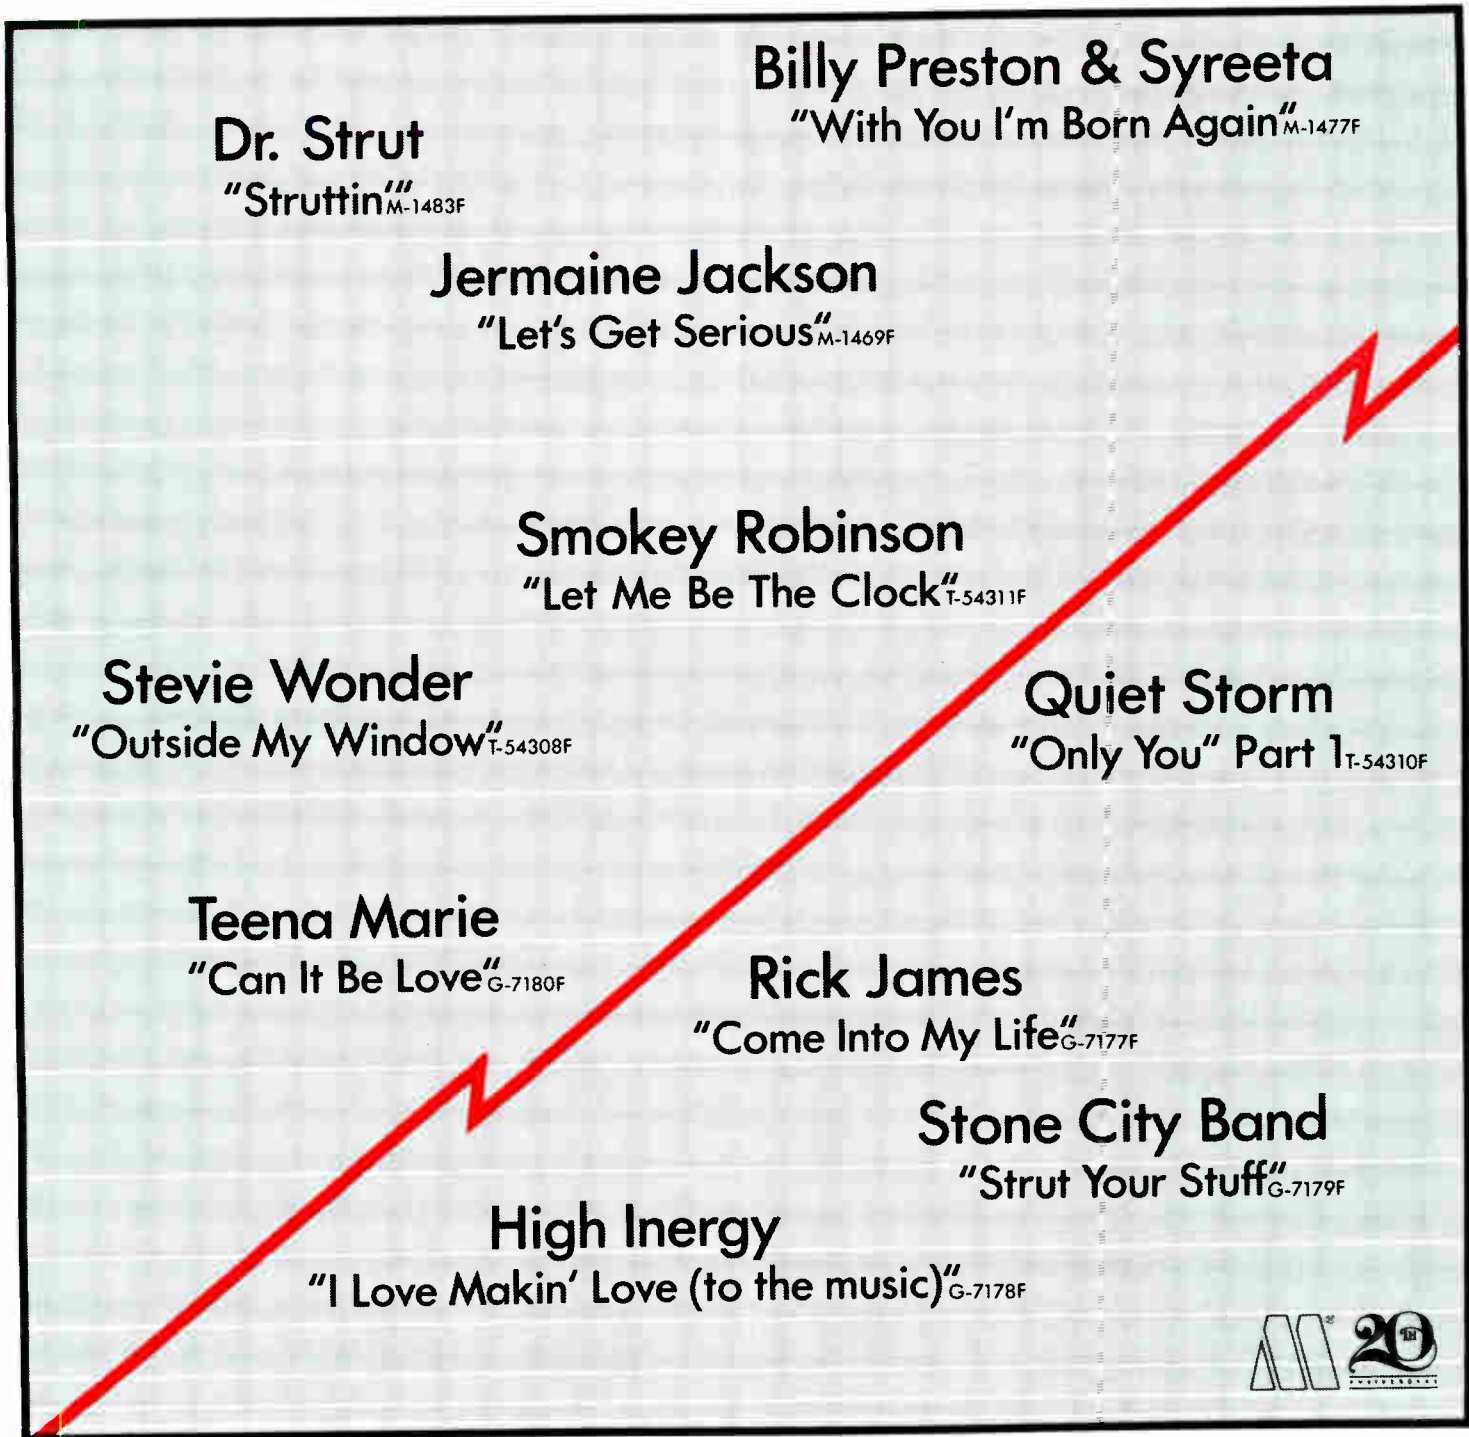 Billy Preston & Syreeta
"With You I'm Born Again" M-1477F
Dr. Strut
"Struttin'" M-1483F
Jermaine Jackson
"Let's Get Serious" M-1469F
Smokey Robinson
"Let Me Be The Clock" T-54311F
Stevie Wonder
"Outside My Window" T-54308F
Quiet Storm
"Only You" Part 1 T-54310F
Teena Marie
"Can It Be Love" G-7180F
Rick James
"Come Into My Life" G-7177F
Stone City Band
"Strut Your Stuff" G-7179F
High Inergy
"I Love Makin' Love (to the music)" G-7178F
M® 20TH